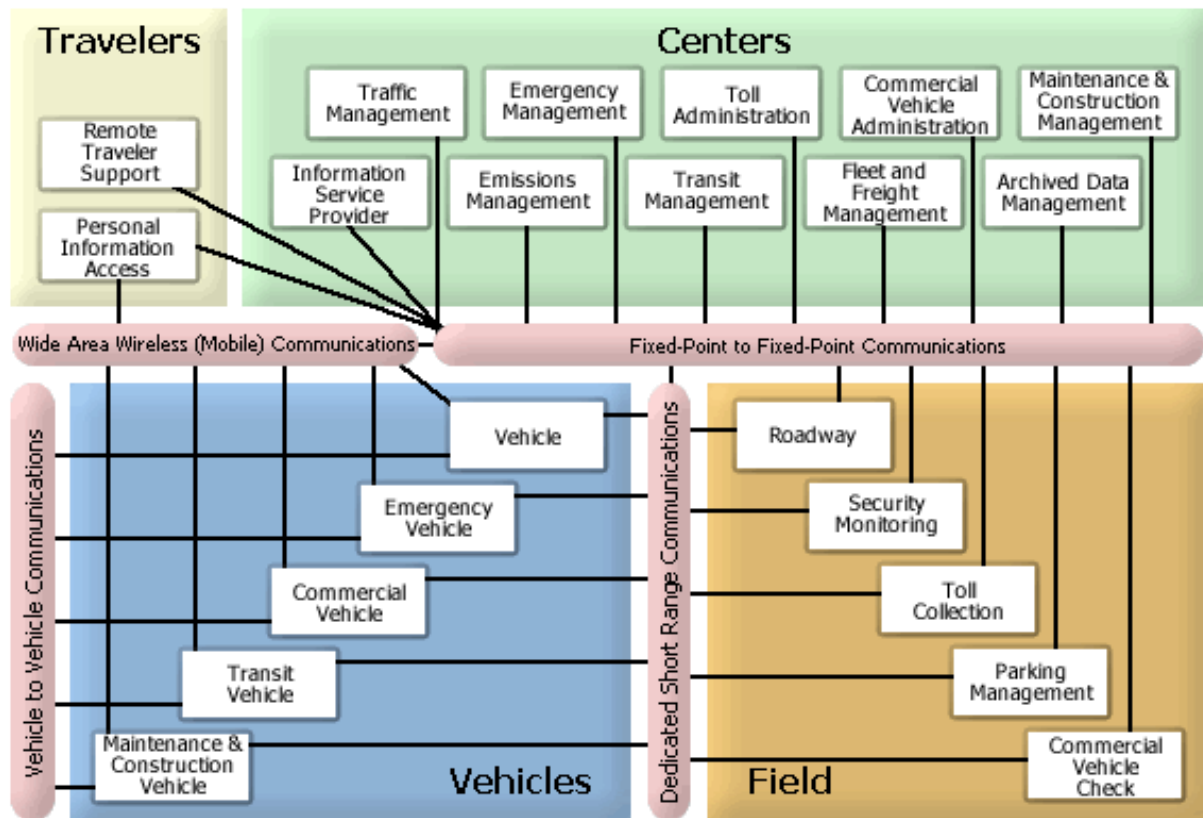 Travelers
Remote
Traveler
Support
Personal
Information
Access
Centers
Traffic
Management
Emergency
Management
Toll
Administration
Commercial
Vehicle
Administration
Maintenance &
Construction
Management
Information
Service
Provider
Emissions
Management
Transit
Management
Fleet and
Freight
Management
Archived Data
Management
Wide Area Wireless (Mobile) Communications
Fixed-Point to Fixed-Point Communications
Vehicle to Vehicle Communications
Vehicle
Emergency
Vehicle
Commercial
Vehicle
Transit
Vehicle
Maintenance &
Construction
Vehicle
Vehicles
Dedicated Short Range Communications
Roadway
Security
Monitoring
Toll
Collection
Parking
Management
Commercial
Vehicle
Check
Field